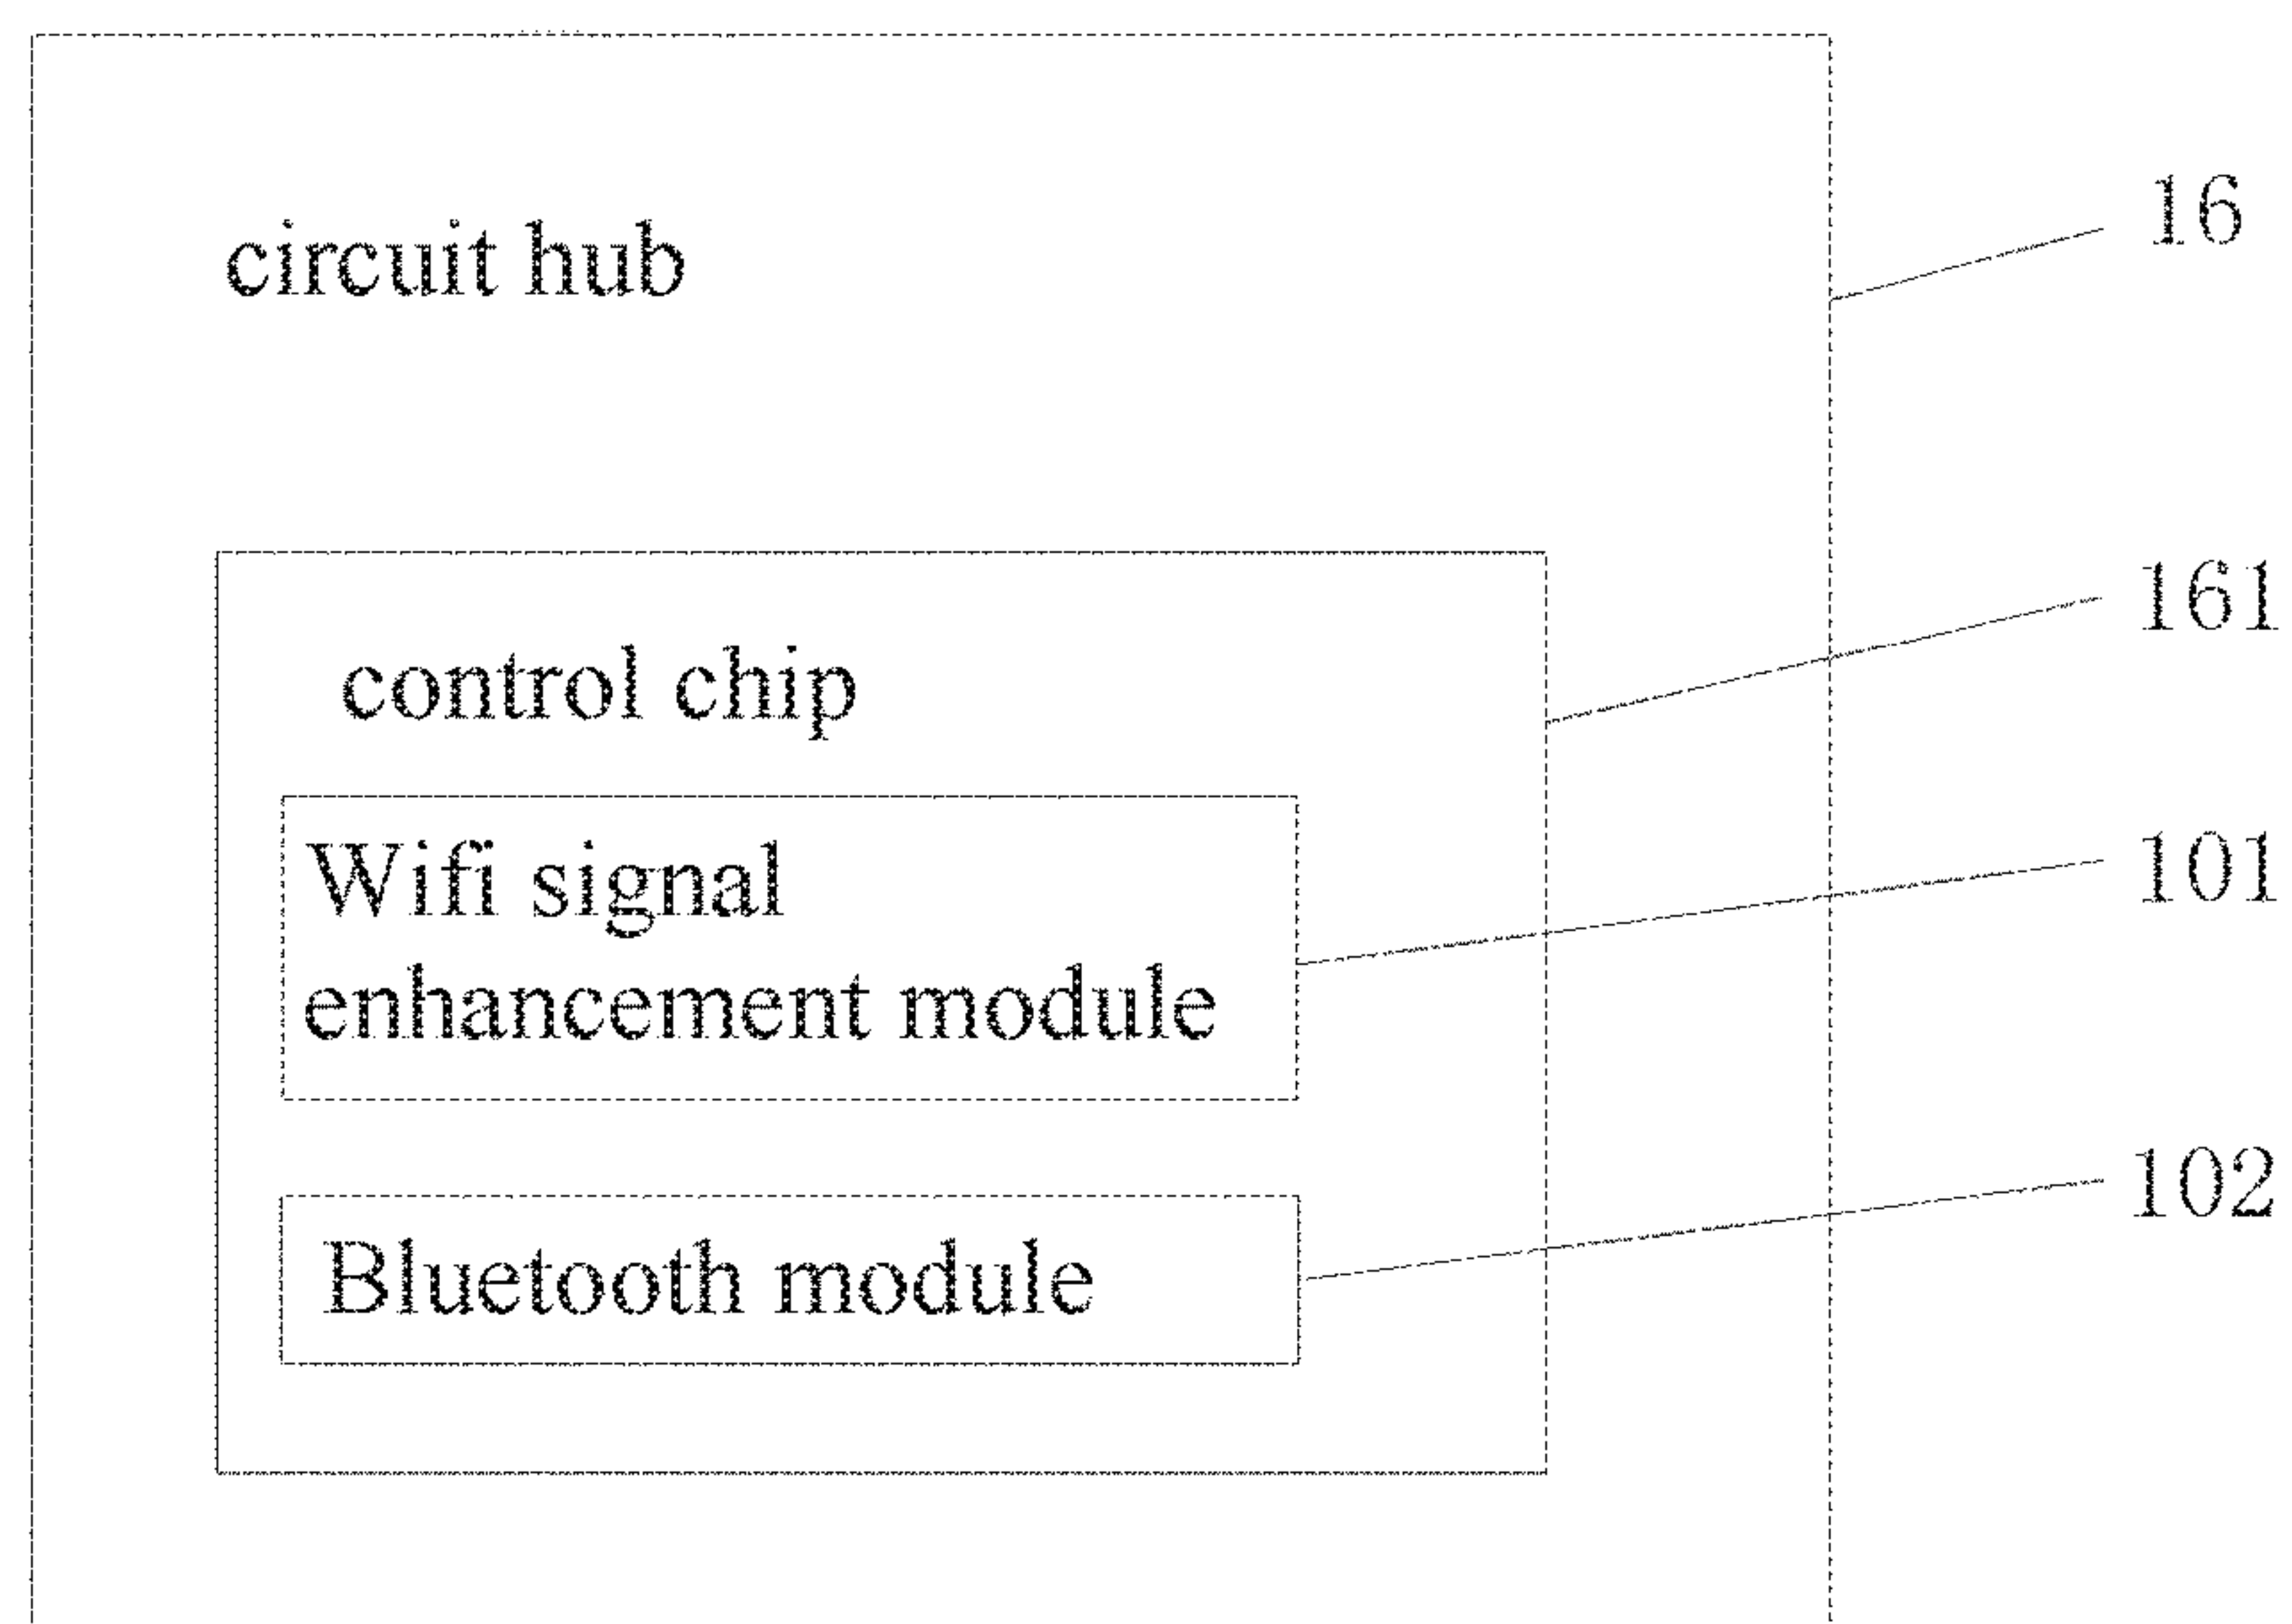 circuit hub
16
161
control chip
Wifi signal
enhancement module
101
102
Bluetooth module